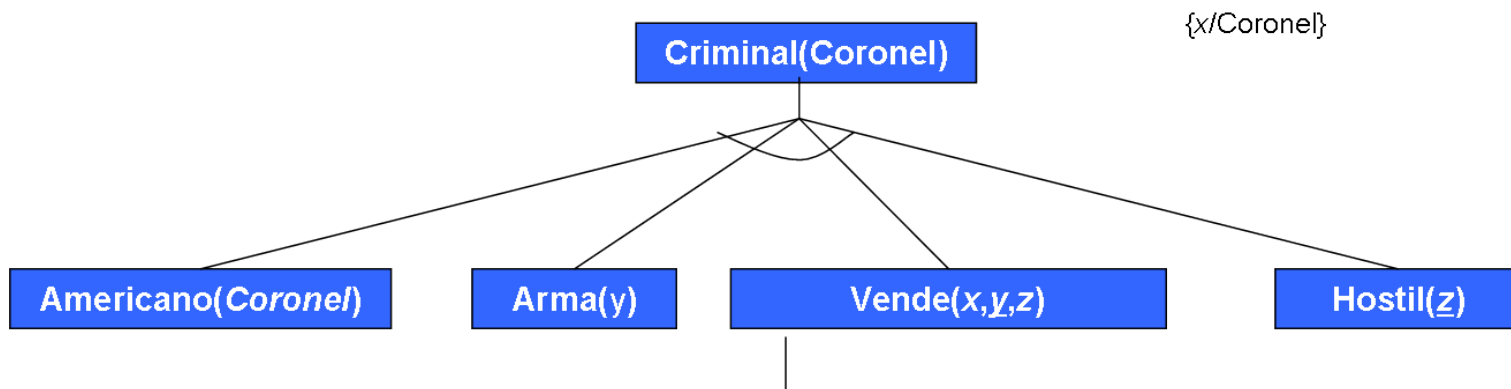 {x/Coronel}
Criminal(Coronel)
Americano(Coronel)
Arma(y)
Vende(x,y,z)
Hostil(z)